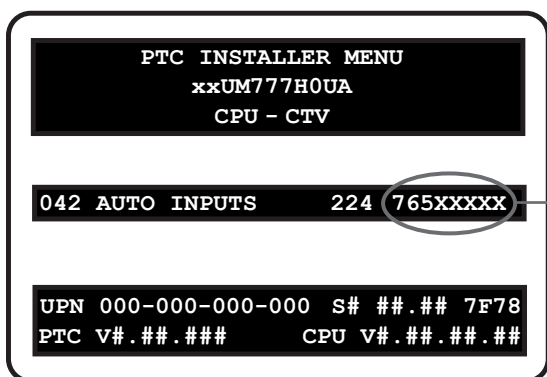 PTC INSTALLER MENU
xxUM777H0UA
CPU - CTV
042 AUTO INPUTS 224 765XXXXX
UPN 000-000-000-000 S# ##.## 7F78
PTC V#.##.### CPU V#.##.##.##